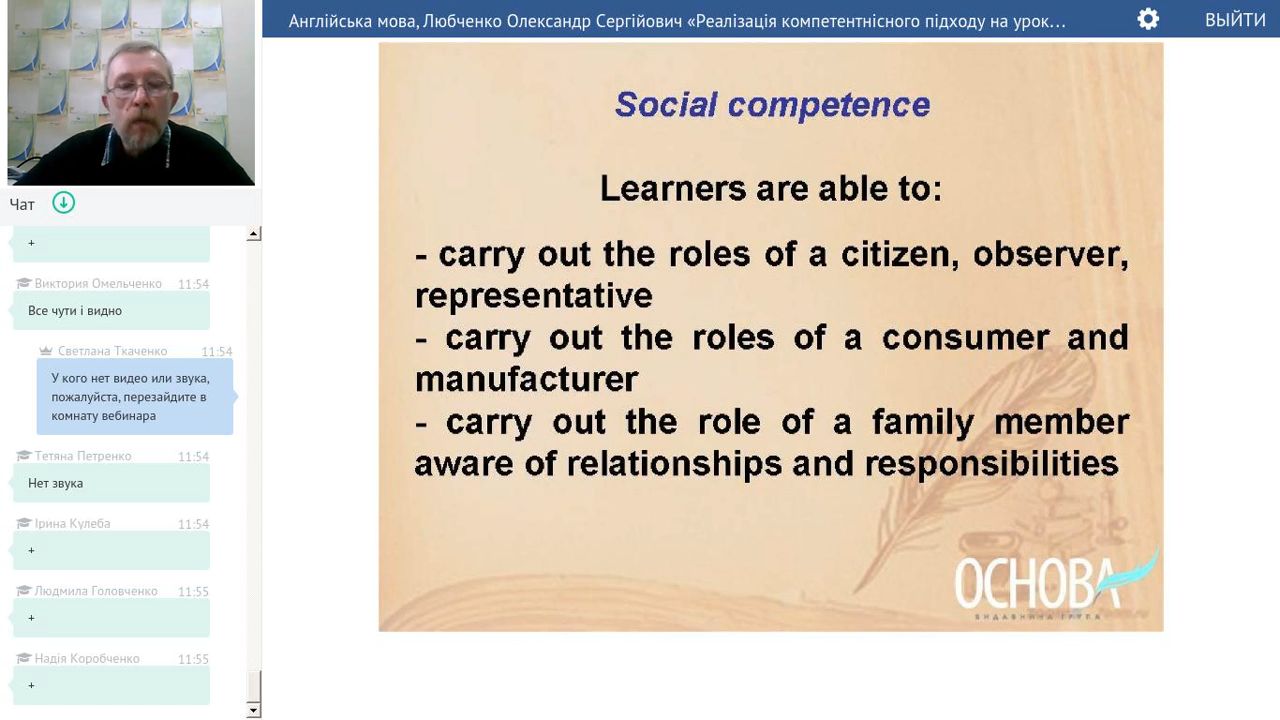 Англійська мова, Любченко Олександр Сергійович «Реалізація компетентнісного підходу на урок...
ВЫЙТИ
Чат
+
Виктория Омельченко 11:54
Все чути і видно
Светлана Ткаченко 11:54
У кого нет видео или звука,
пожалуйста, перезайдите в
комнату вебинара
Тетяна Петренко 11:54
Нет звука
Ірина Кулеба 11:54
+
Людмила Головченко 11:55
+
Надія Коробченко 11:55
+
Social competence
Learners are able to:
- carry out the roles of a citizen, observer,
representative
- carry out the roles of a consumer and
manufacturer
- carry out the role of a family member
aware of relationships and responsibilities
ОСНОВА
ВИДАВНИЧА ГРУПА